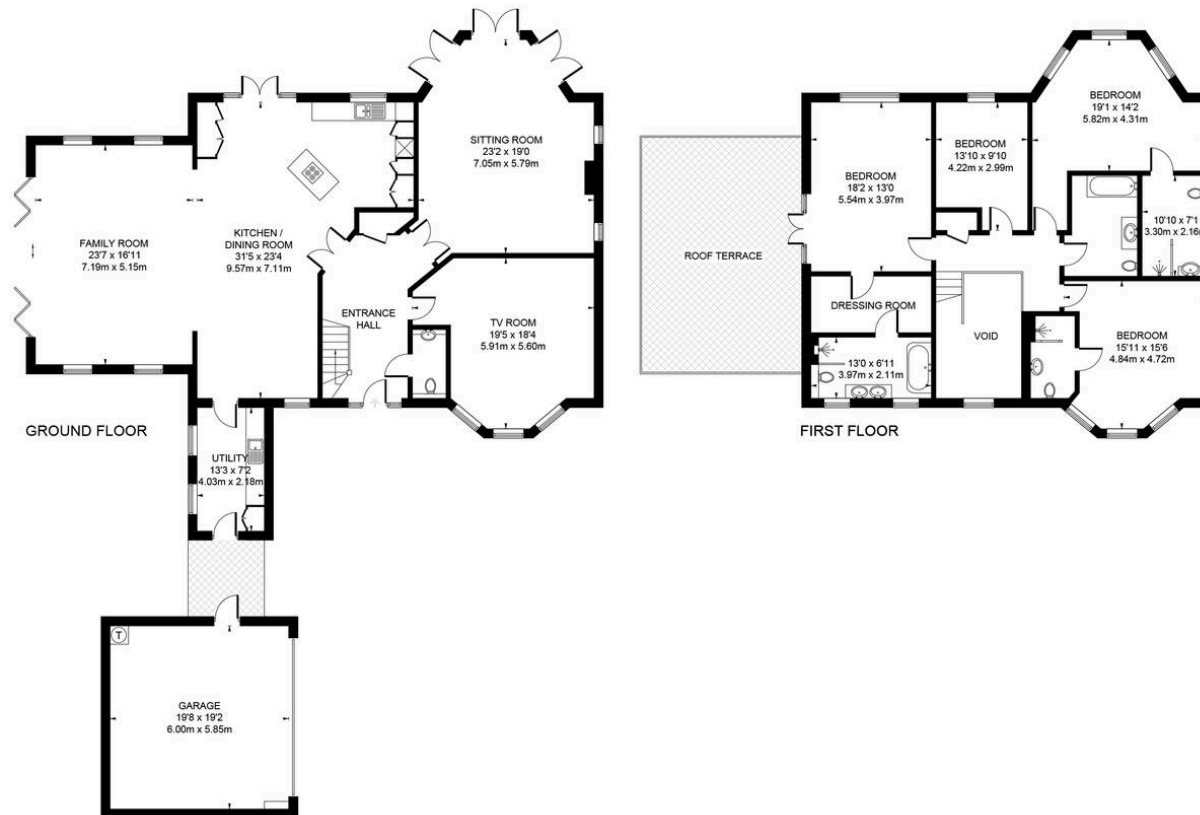 SITTING ROOM
23'2 x 19'0
7.05m x 5.79m
FAMILY ROOM
23'7 x 16'11
7.19m x 5.15m
KITCHEN /
DINING ROOM
31'5 x 23'4
9.57m x 7.11m
ENTRANCE
HALL
TV ROOM
19'5 x 18'4
5.91m x 5.60m
GROUND FLOOR
UTILITY
13'3 x 7'2
4.03m x 2.18m
T
GARAGE
19'8 x 19'2
6.00m x 5.85m
BEDROOM
19'1 x 14'2
5.82m x 4.31m
BEDROOM
13'10 x 9'10
4.22m x 2.99m
BEDROOM
18'2 x 13'0
5.54m x 3.97m
10'10 x 7'1
3.30m x 2.16m
ROOF TERRACE
DRESSING ROOM
VOID
13'0 x 6'11
3.97m x 2.11m
BEDROOM
15'11 x 15'6
4.84m x 4.72m
FIRST FLOOR